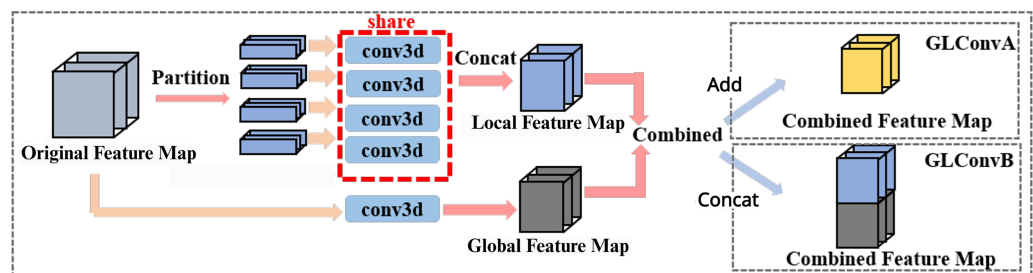 share
conv3d
conv3d
conv3d
conv3d
Partition
Concat
Original Feature Map
Local Feature Map
conv3d
Global Feature Map
Combined
Add
Concat
GLConvA
Combined Feature Map
GLConvB
Combined Feature Map